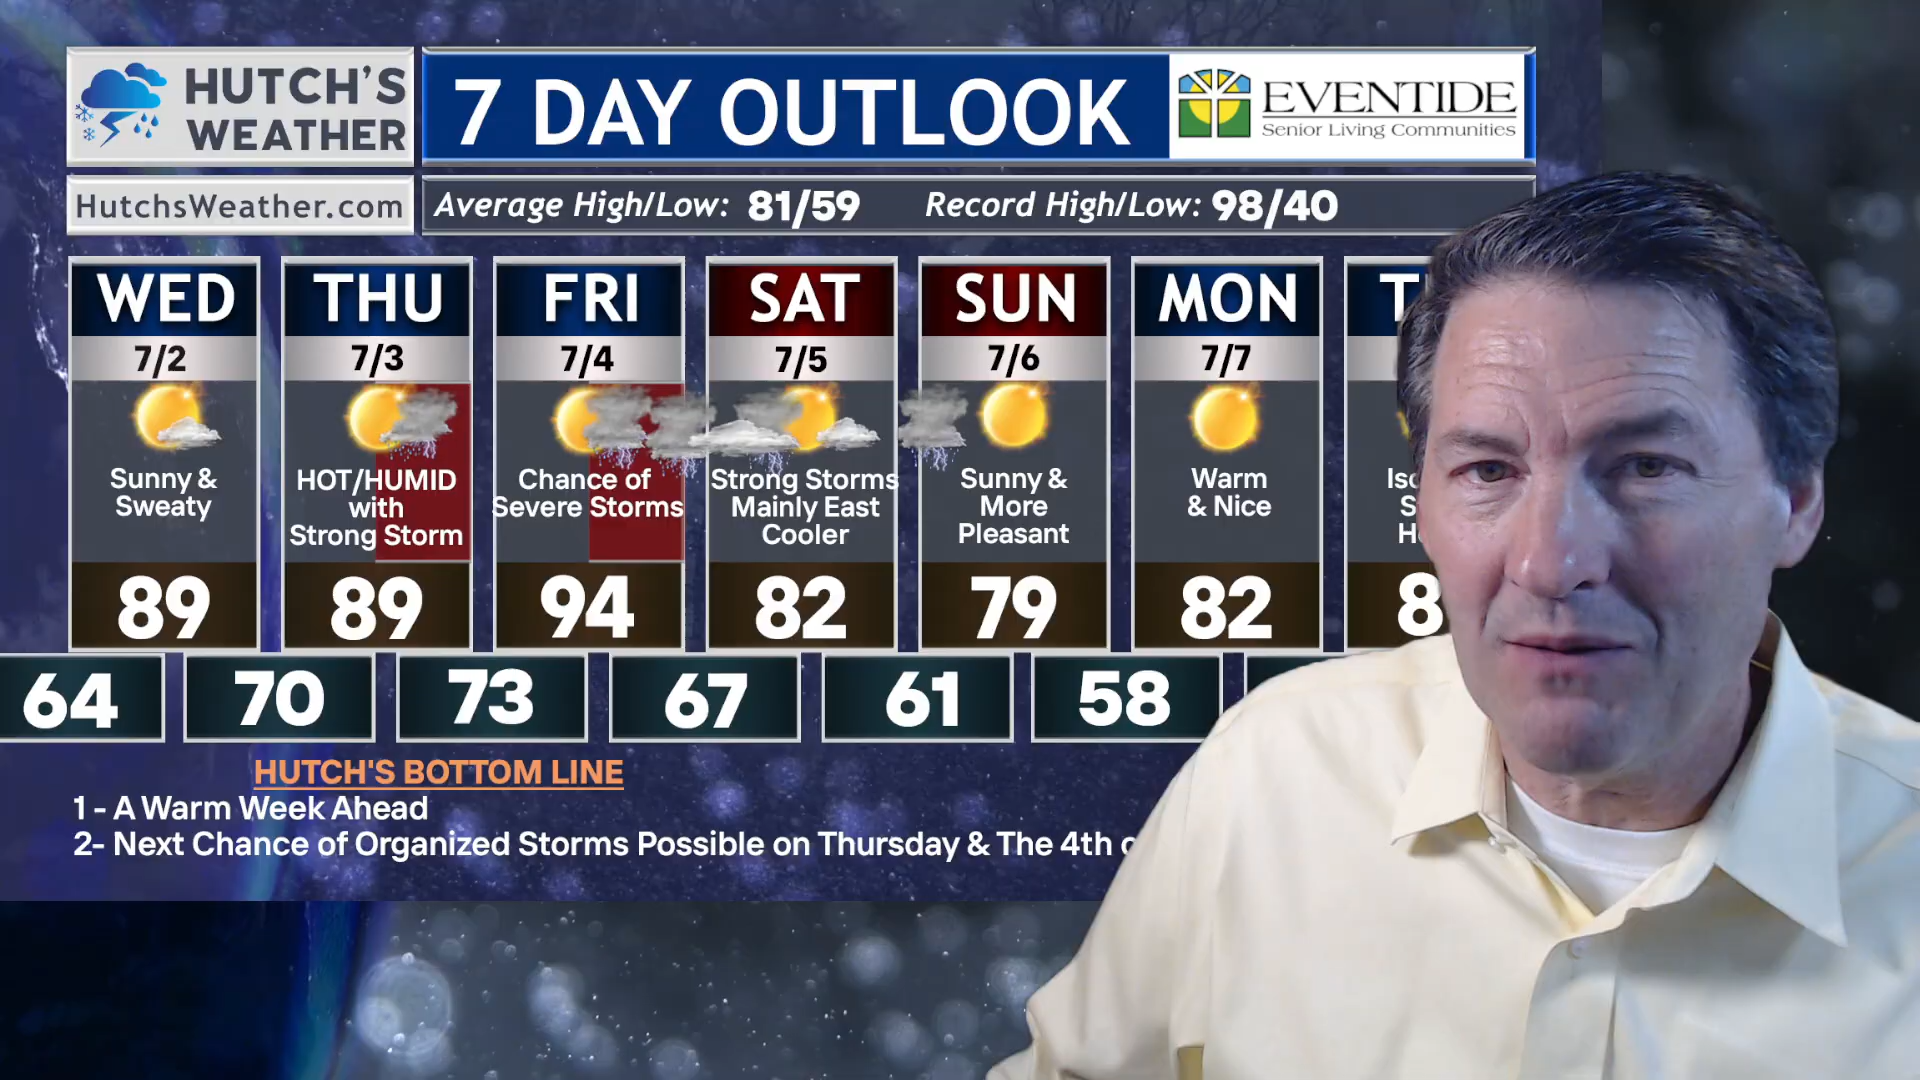 HUTCH'S
WEATHER
7 DAY OUTLOOK
EVENTIDE
Senior Living Communities
HutchsWeather.com
Average High/Low: 81/59
Record High/Low: 98/40
WED
THU
FRI
SAT
SUN
MON
7/2
7/3
7/4
7/5
7/6
7/7
Sunny &
Sweaty
HOT/HUMID
with
Strong Storm
Chance of
Severe Storms
Strong Storms
Mainly East
Cooler
Sunny &
More
Pleasant
Warm
& Nice
89
89
94
82
79
82
64
70
73
67
61
58
HUTCH'S BOTTOM LINE
1 - A Warm Week Ahead
2- Next Chance of Organized Storms Possible on Thursday & The 4th